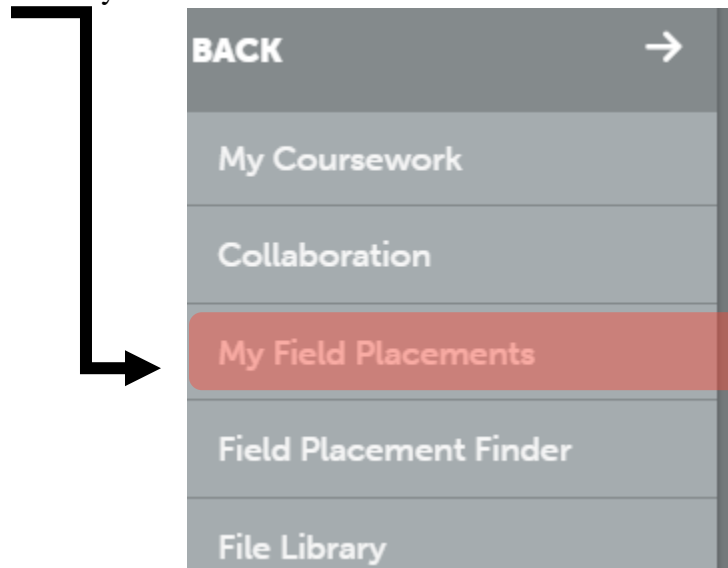 BACK →
My Coursework
Collaboration
My Field Placements
Field Placement Finder
File Library